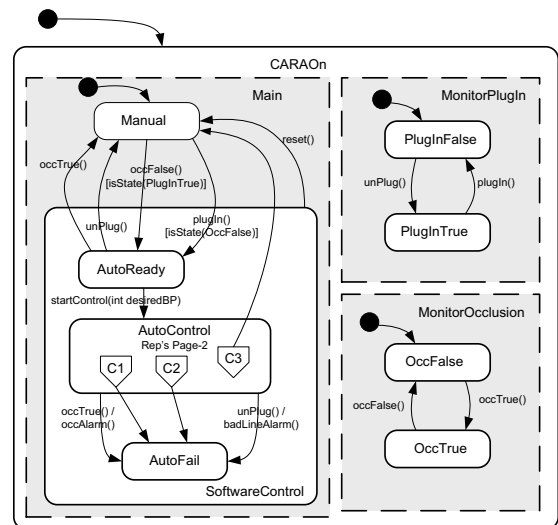 CARAOn
Main
Manual
occTrue()
occFalse()
[isState(PlugInTrue)]
reset()
unPlug()
plugIn()
[isState(OccFalse)]
AutoReady
startControl(int desiredBP)
AutoControl
Rep's Page-2
C1
C2
C3
occTrue() /
occAlarm()
unPlug() /
badLineAlarm()
AutoFail
SoftwareControl
MonitorPlugIn
PlugInFalse
unPlug()
plugIn()
PlugInTrue
MonitorOcclusion
OccFalse
occFalse()
occTrue()
OccTrue